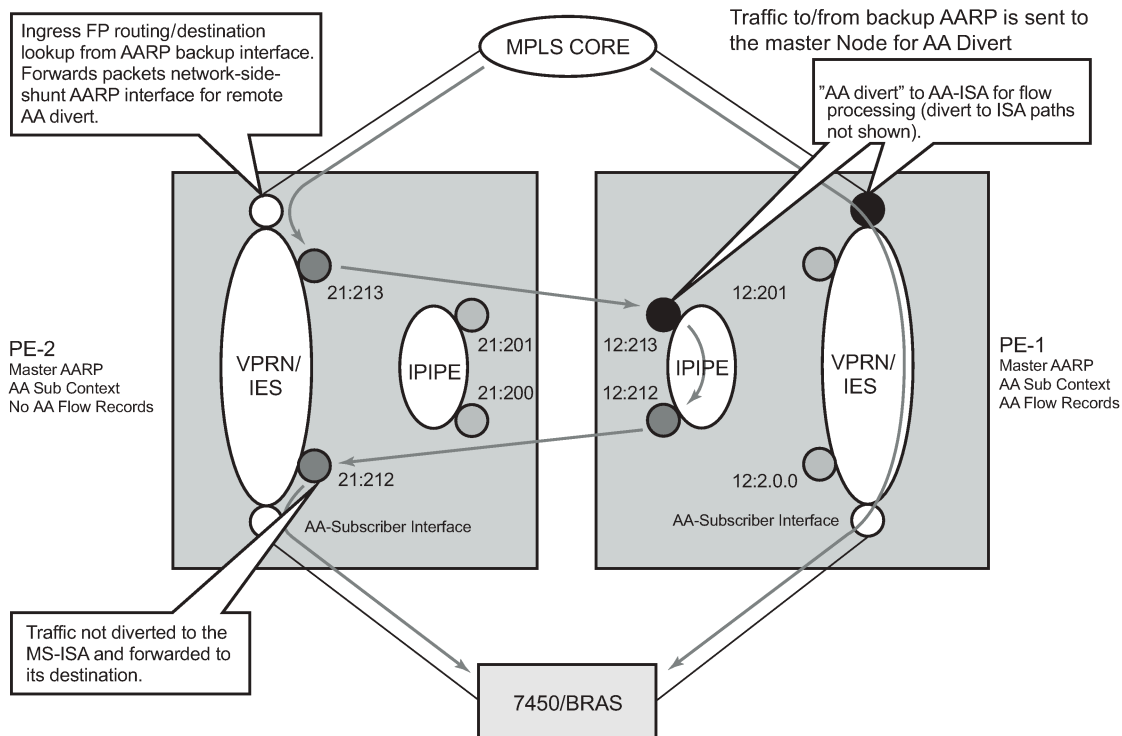 Ingress FP routing/destination
lookup from AARP backup interface.
Forwards packets network-side-
shunt AARP interface for remote
AA divert.
MPLS CORE
Traffic to/from backup AARP is sent to
the master Node for AA Divert
”AA divert” to AA-ISA for flow
processing (divert to ISA paths
not shown).
21:213
12:201
21:201
12:213
PE-2
Master AARP
AA Sub Context
No AA Flow Records
VPRN/
IES
IPIPE
IPIPE
VPRN/
IES
PE-1
Master AARP
AA Sub Context
AA Flow Records
21:200
12:212
21:212
12:2.0.0
AA-Subscriber Interface
AA-Subscriber Interface
Traffic not diverted to the
MS-ISA and forwarded to
its destination.
7450/BRAS